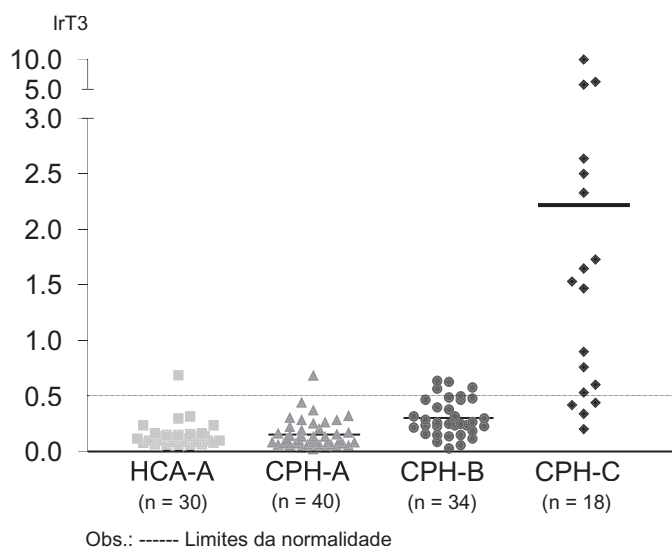 IrT3
10.0
5.0
3.0
2.5
2.0
1.5
1.0
0.5
0.0
HCA-A CPH-A CPH-B CPH-C
(n = 30) (n = 40) (n = 34) (n = 18)
Obs.: ------ Limites da normalidade